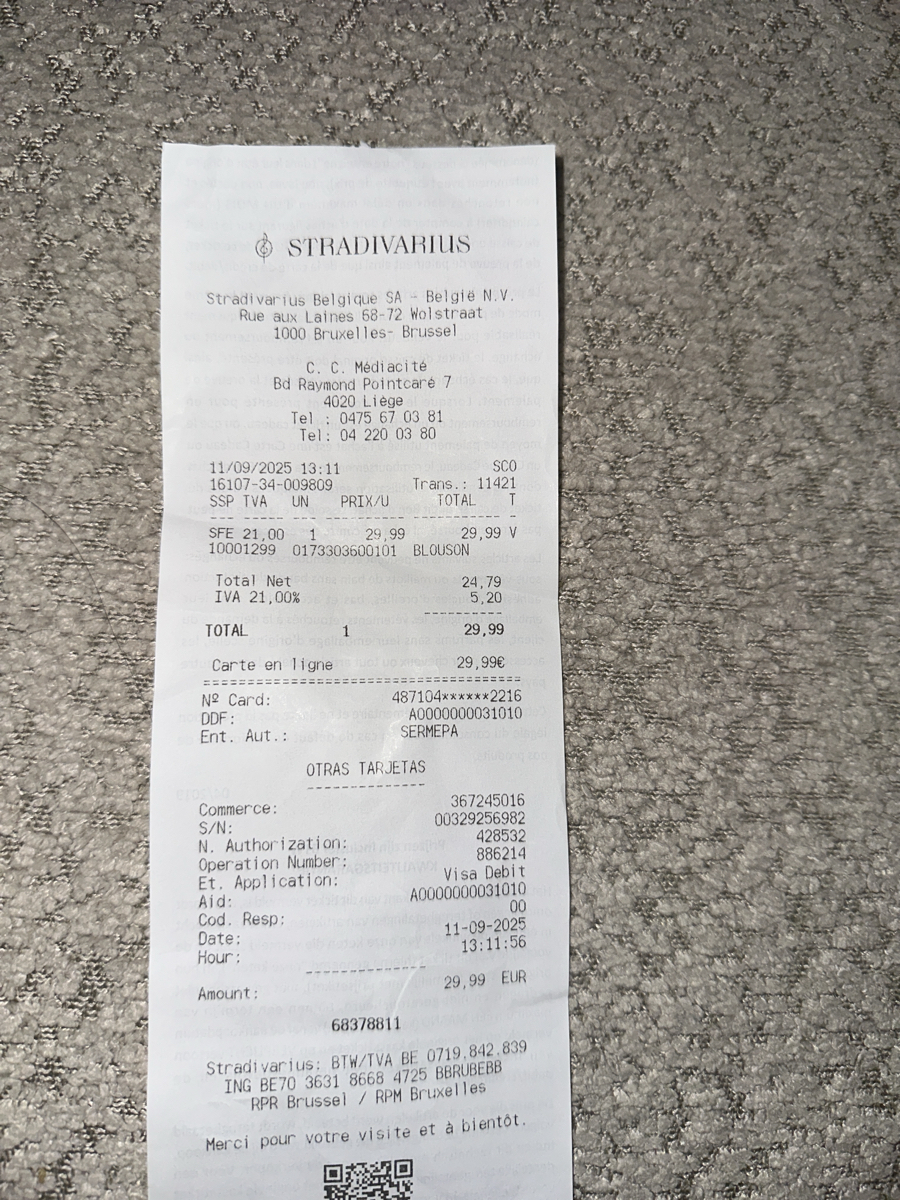 STRADIVARIUS
Stradivarius Belgique SA - België N.V.
Rue aux Laines 68-72 Wolstraat
1000 Bruxelles- Brussel
C. C. Médiacité
Bd Raymond Pointcaré 7
4020 Liège
Tel : 0475 67 03 81
Tel: 04 220 03 80
11/09/2025 13:11 SCO
16107-34-009809 Trans.: 11421
SSP TVA UN PRIX/U TOTAL T
SFE 21,00 1 29,99 29,99 V
10001299 01733036001​01 BLOUSON
Total Net 24,79
IVA 21,00% 5,20
TOTAL 1 29,99
Carte en ligne 29,99€
Nº Card: 487104******2216
DDF: A0000000031010
Ent. Aut.: SERMEPA
OTRAS TARJETAS
Commerce: 367245016
S/N: 00329256982
N. Authorization: 428532
Operation Number: 886214
Et. Application: Visa Debit
Aid: A0000000031010
Cod. Resp: 00
Date: 11-09-2025
Hour: 13:11:56
Amount: 29,99 EUR
68378811
Stradivarius: BTW/TVA BE 0719.842.839
ING BE70 3631 8668 4725 BBRUBEBB
RPR Brussel / RPM Bruxelles
Merci pour votre visite et à bientôt.